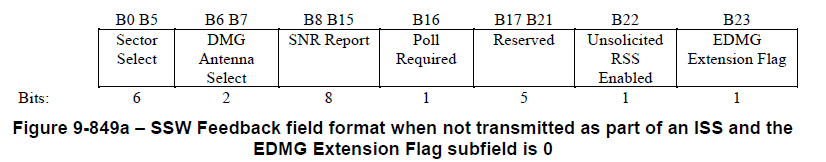 B0 B5 B6 B7 B8 B15 B16 B17 B21 B22 B23
Sector DMG SNR Report Poll Reserved Unsolicited EDMG
Select Antenna Required RSS Extension Flag
Select Enabled
Bits: 6 2 8 1 5 1 1
Figure 9-849a – SSW Feedback field format when not transmitted as part of an ISS and the
EDMG Extension Flag subfield is 0